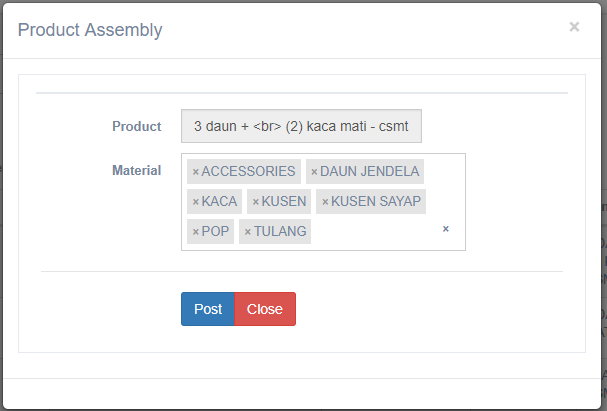 Product Assembly ×
Product 3 daun + <br> (2) kaca mati - csmt
Material ×ACCESSORIES ×DAUN JENDELA
×KACA ×KUSEN ×KUSEN SAYAP
×POP ×TULANG ×
Post Close